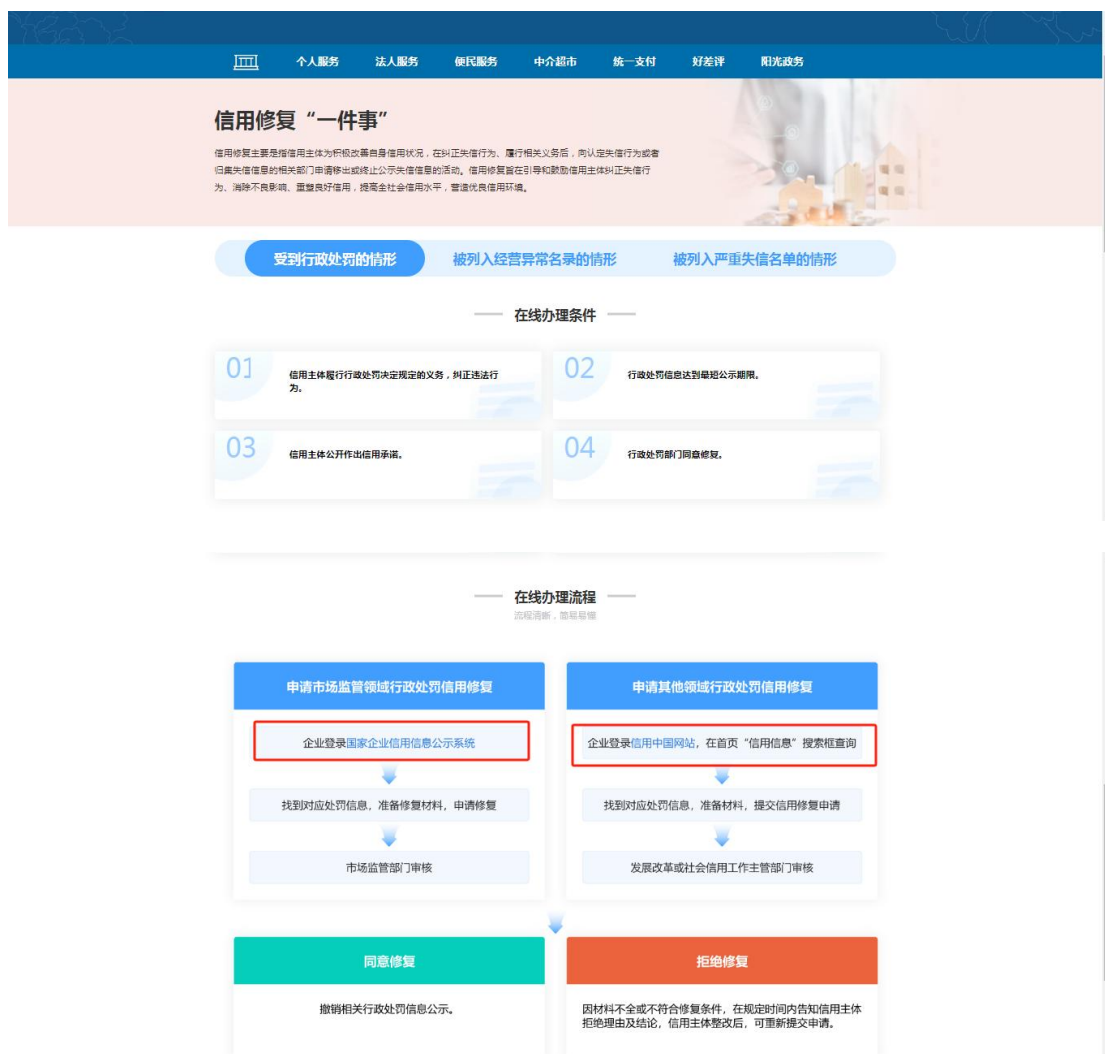 个人服务 法人服务 便民服务 中介超市 统一支付 好差评 阳光政务
信用修复“一件事”
信用修复主要是指信用主体为积极改善自身信用状况，在纠正失信行为、履行相关义务后，向认定失信行为或者
归集失信信息的相关部门申请移出或终止公示失信信息的活动。信用修复旨在引导和鼓励信用主体纠正失信行
为、消除不良影响、重塑良好信用，提高全社会信用水平，营造优良信用环境。
受到行政处罚的情形 被列入经营异常名录的情形 被列入严重失信名单的情形
在线办理条件
01
信用主体履行行政处罚决定规定的义务，纠正违法行
为。
02
行政处罚信息达到最短公示期限。
03
信用主体公开作出信用承诺。
04
行政处罚部门同意修复。
在线办理流程
流程清晰，简易易懂
申请市场监管领域行政处罚信用修复
企业登录国家企业信用信息公示系统
找到对应处罚信息，准备修复材料，申请修复
市场监管部门审核
申请其他领域行政处罚信用修复
企业登录信用中国网站，在首页“信用信息”搜索框查询
找到对应处罚信息，准备材料，提交信用修复申请
发展改革或社会信用工作主管部门审核
同意修复
撤销相关行政处罚信息公示。
拒绝修复
因材料不全或不符合修复条件，在规定时间内告知信用主体
拒绝理由及结论，信用主体整改后，可重新提交申请。